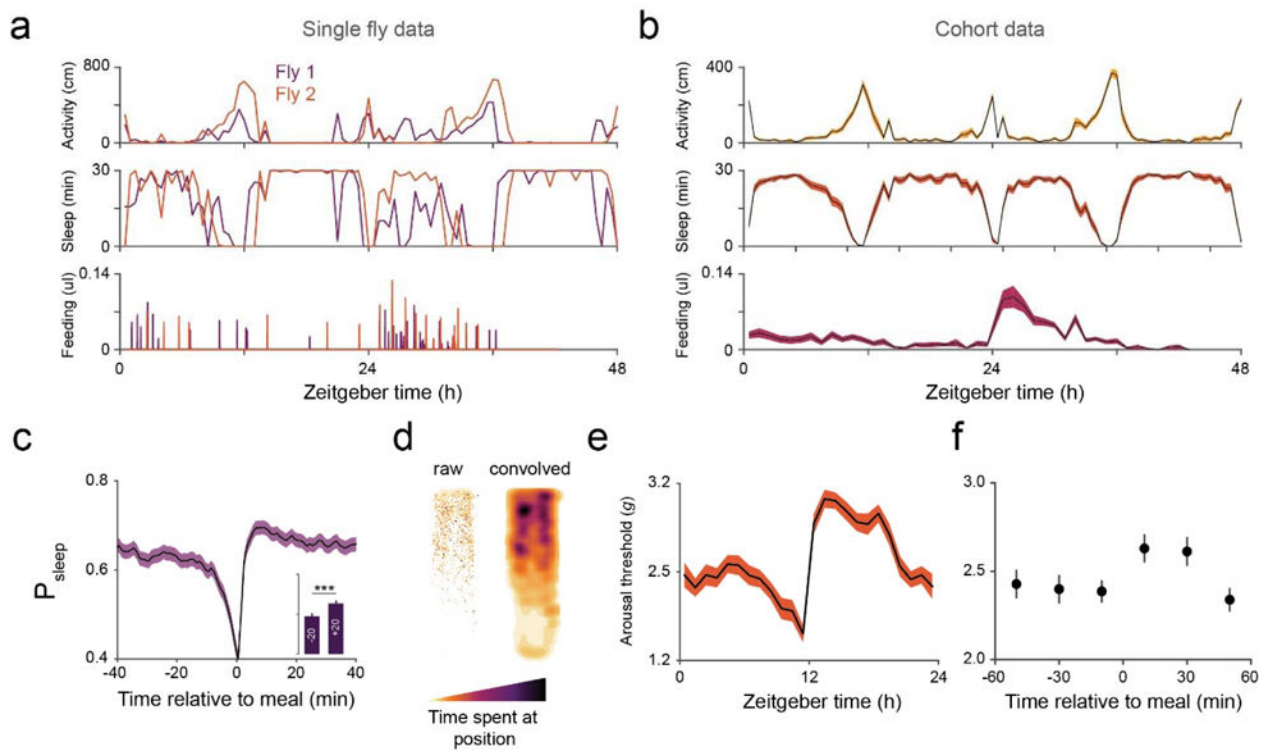 a
Single fly data
800
Activity (cm)
0
Fly 1
Fly 2
30
Sleep (min)
0
0.14
Feeding (ul)
0
0
24
48
Zeitgeber time (h)
b
Cohort data
400
Activity (cm)
0
30
Sleep (min)
0
0.14
Feeding (ul)
0
0
12
24
36
48
Zeitgeber time (h)
c
0.8
0.6
0.4
P sleep
***
-20
+20
-40
-20
0
20
40
Time relative to meal (min)
d
raw
convolved
Time spent at
position
e
3.2
2.5
1.2
Arousal threshold (g)
0
12
24
Zeitgeber time (h)
f
3.0
2.5
2.0
-60
-30
0
30
60
Time relative to meal (min)